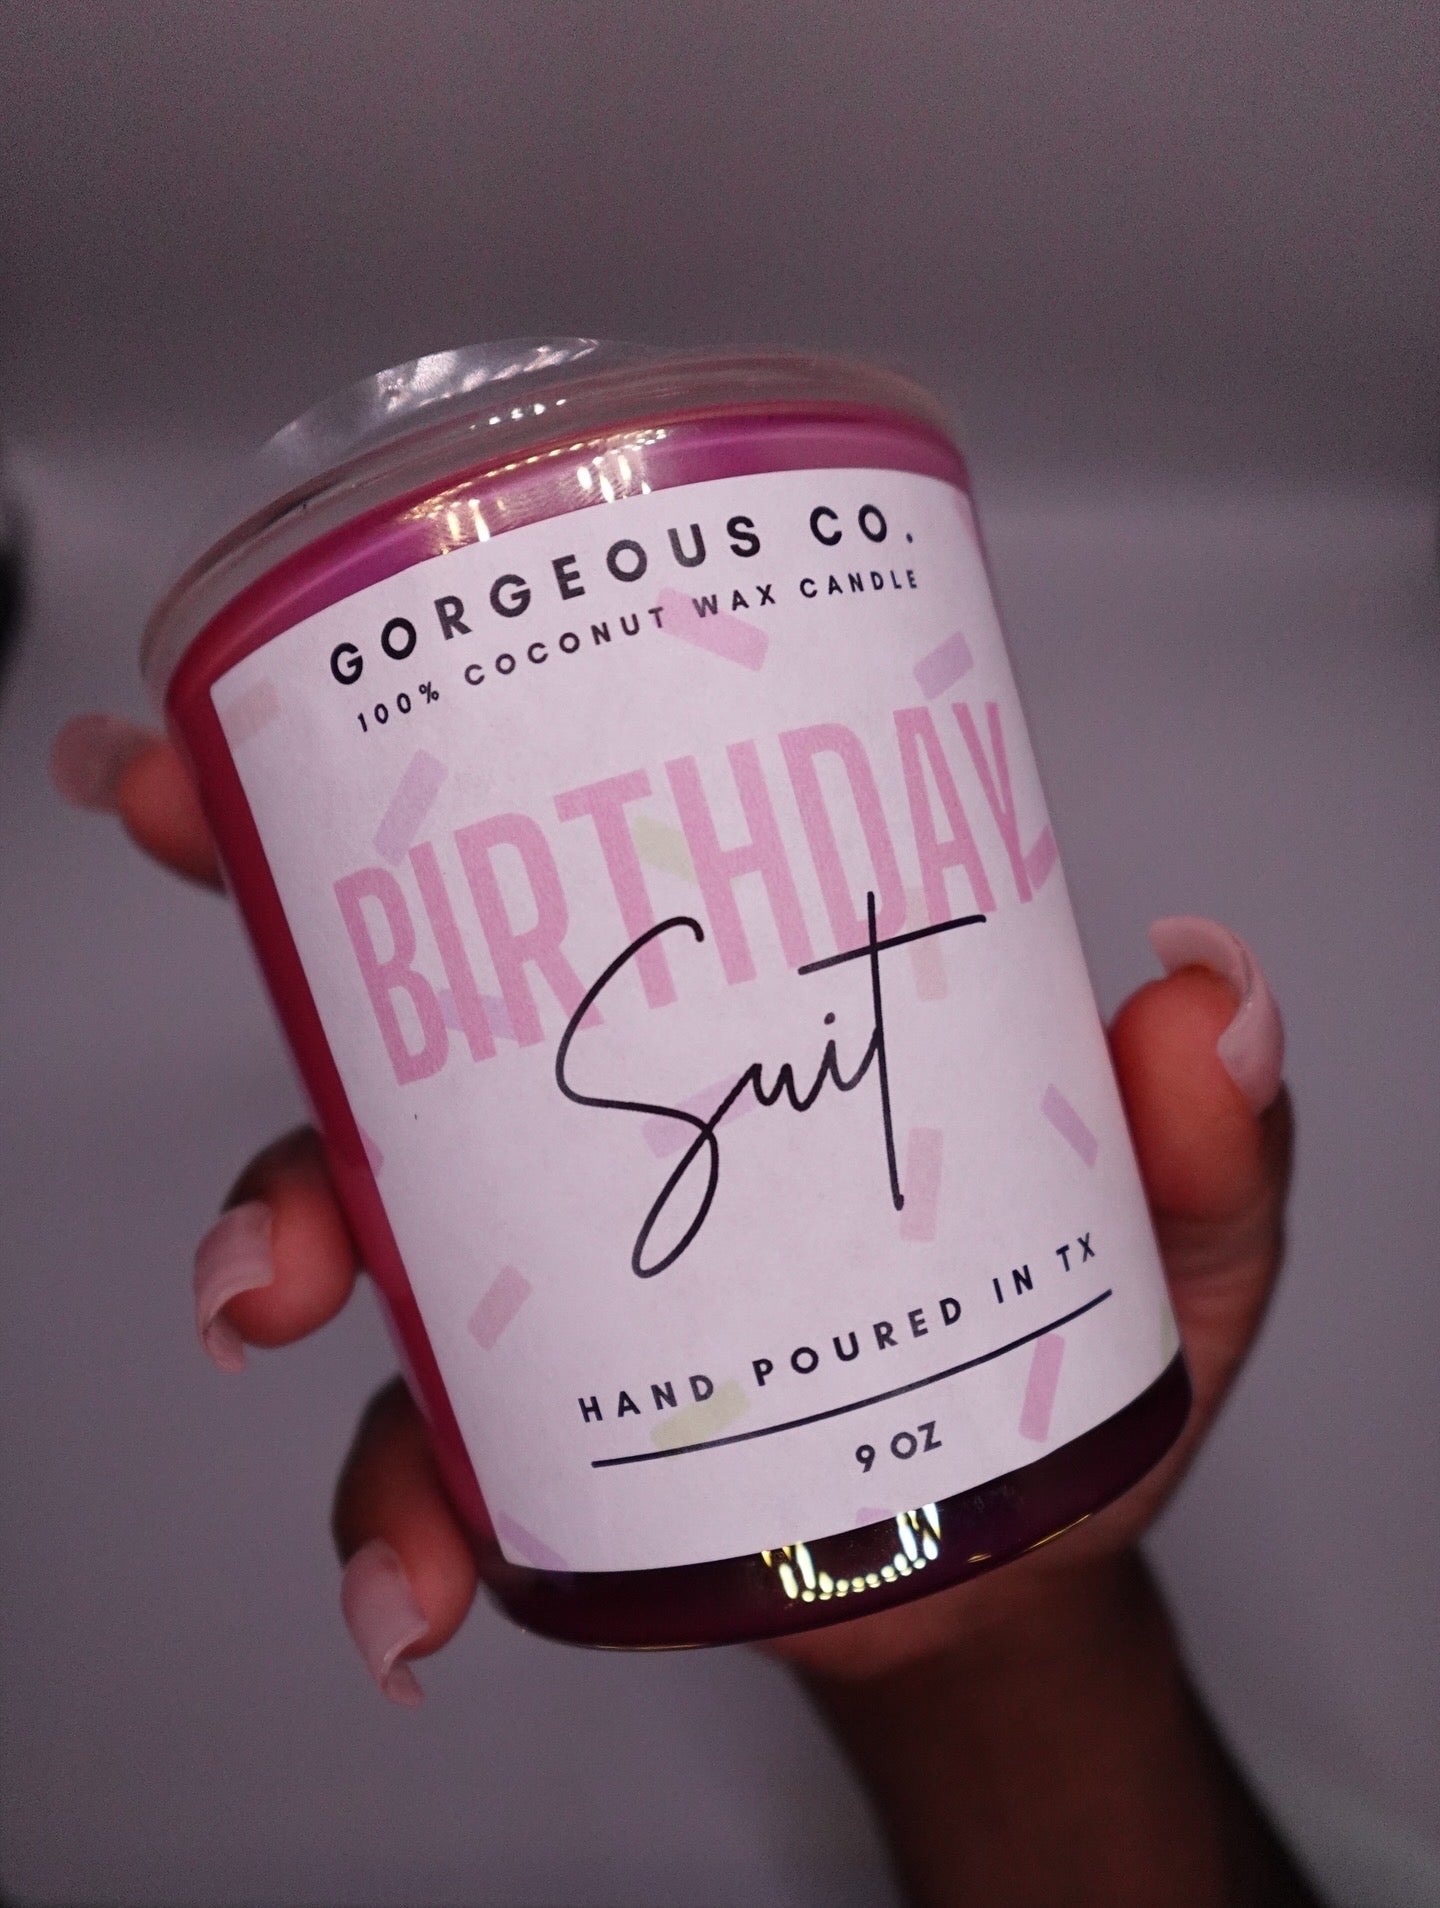 GORGEOUS CO.
100% COCONUT WAX CANDLE
BIRTHDAY
Suit
HAND POURED IN TX
9 OZ